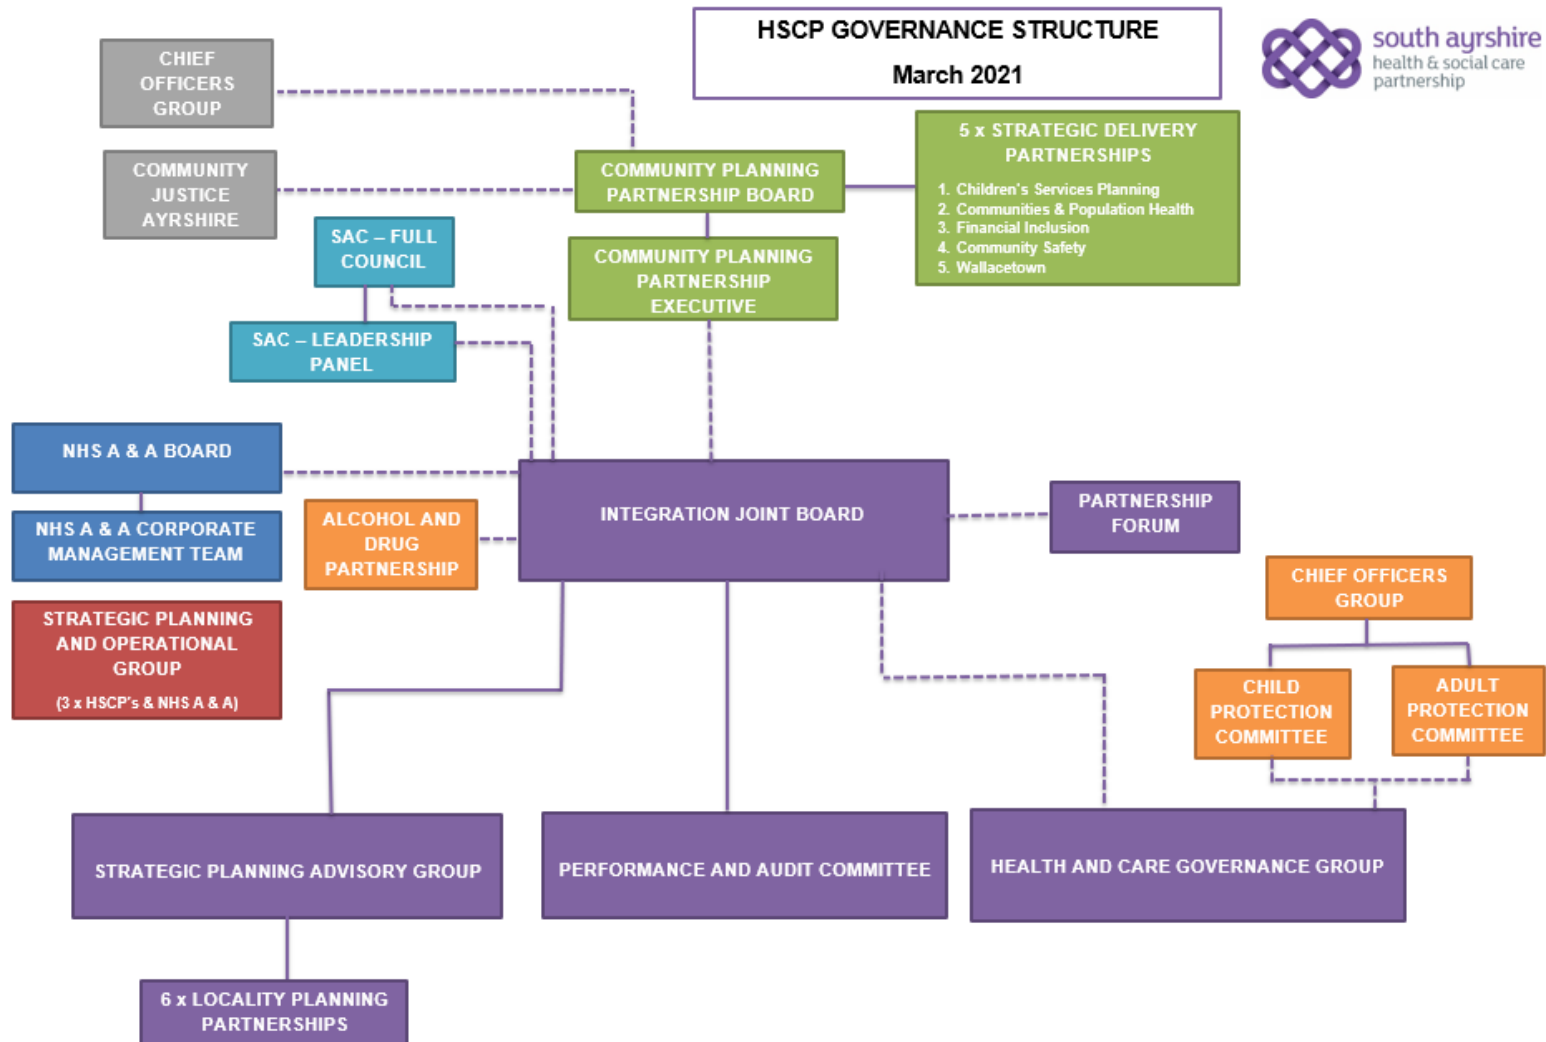 HSCP GOVERNANCE STRUCTURE
March 2021
south ayrshire
health & social care
partnership
CHIEF
OFFICERS
GROUP
COMMUNITY
JUSTICE
AYRSHIRE
COMMUNITY PLANNING
PARTNERSHIP BOARD
5 x STRATEGIC DELIVERY
PARTNERSHIPS
1. Children's Services Planning
2. Communities & Population Health
3. Financial Inclusion
4. Community Safety
5. Wallacetown
SAC – FULL
COUNCIL
COMMUNITY PLANNING
PARTNERSHIP
EXECUTIVE
SAC – LEADERSHIP
PANEL
NHS A & A BOARD
NHS A & A CORPORATE
MANAGEMENT TEAM
ALCOHOL AND
DRUG
PARTNERSHIP
INTEGRATION JOINT BOARD
PARTNERSHIP
FORUM
STRATEGIC PLANNING
AND OPERATIONAL
GROUP
(3 x HSCP's & NHS A & A)
CHIEF OFFICERS
GROUP
CHILD
PROTECTION
COMMITTEE
ADULT
PROTECTION
COMMITTEE
STRATEGIC PLANNING ADVISORY GROUP
PERFORMANCE AND AUDIT COMMITTEE
HEALTH AND CARE GOVERNANCE GROUP
6 x LOCALITY PLANNING
PARTNERSHIPS